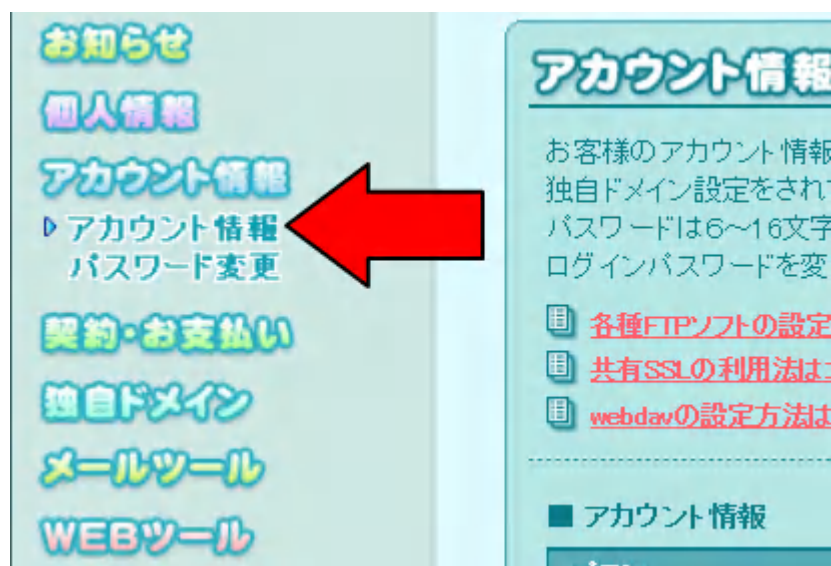 お知らせ
個人情報
アカウント情報
アカウント情報
パスワード変更
契約・お支払い
独自ドメイン
メールツール
WEBツール
アカウント情報
お客様のアカウント情報
独自ドメイン設定をされ
パスワードは6～16文字
ログインパスワードを変
各種FTPソフトの設定
共有SSLの利用法は
webdavの設定方法は
■ アカウント情報